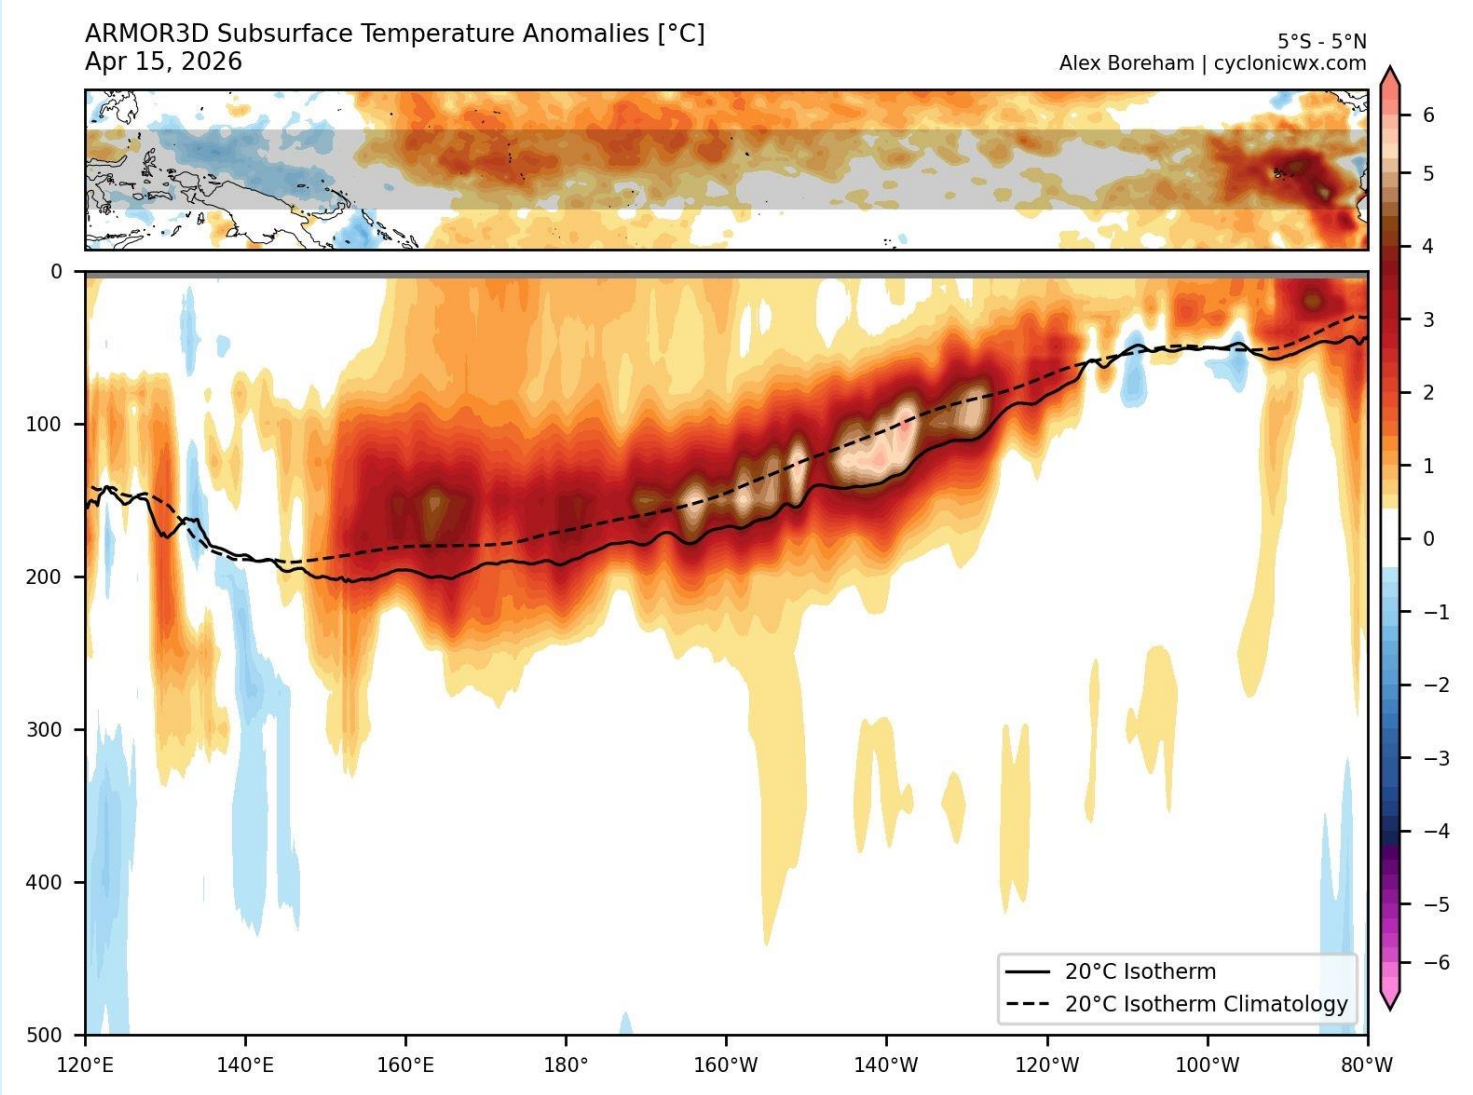 ARMOR3D Subsurface Temperature Anomalies [°C]
Apr 15, 2026
5°S - 5°N
Alex Boreham | cyclonicwx.com
6
5
4
3
2
1
0
−1
−2
−3
−4
−5
−6
0
100
200
300
400
500
20°C Isotherm
20°C Isotherm Climatology
120°E 140°E 160°E 180° 160°W 140°W 120°W 100°W 80°W